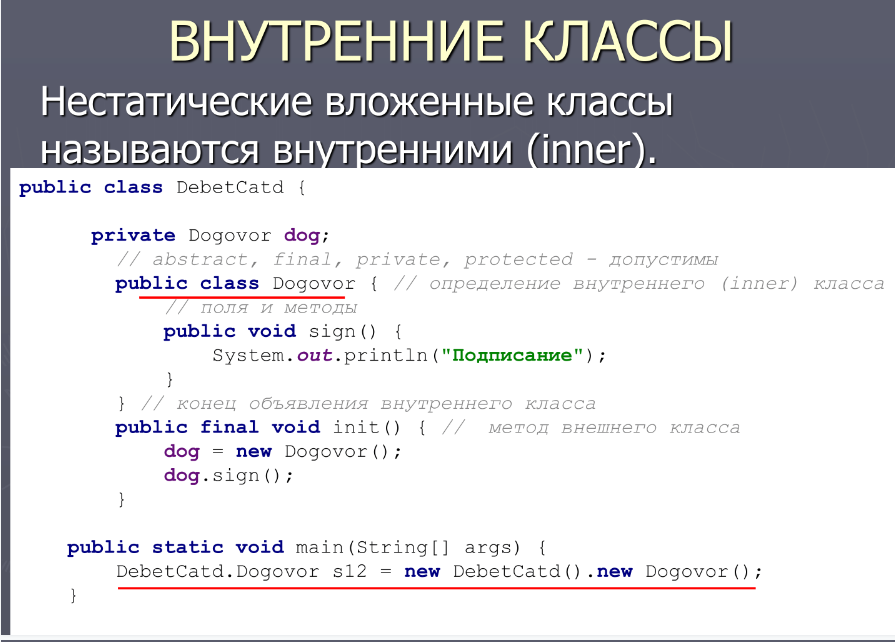 ВНУТРЕННИЕ КЛАССЫ
Нестатические вложенные классы
называются внутренними (inner).
public class DebetCatd {
private Dogovor dog;
// abstract, final, private, protected - допустимы
public class Dogovor { // определение внутреннего (inner) класса
// поля и методы
public void sign() {
System.out.println("Подписание");
}
} // конец объявления внутреннего класса
public final void init() { //  метод внешнего класса
dog = new Dogovor();
dog.sign();
}
public static void main(String[] args) {
DebetCatd.Dogovor s12 = new DebetCatd().new Dogovor();
}